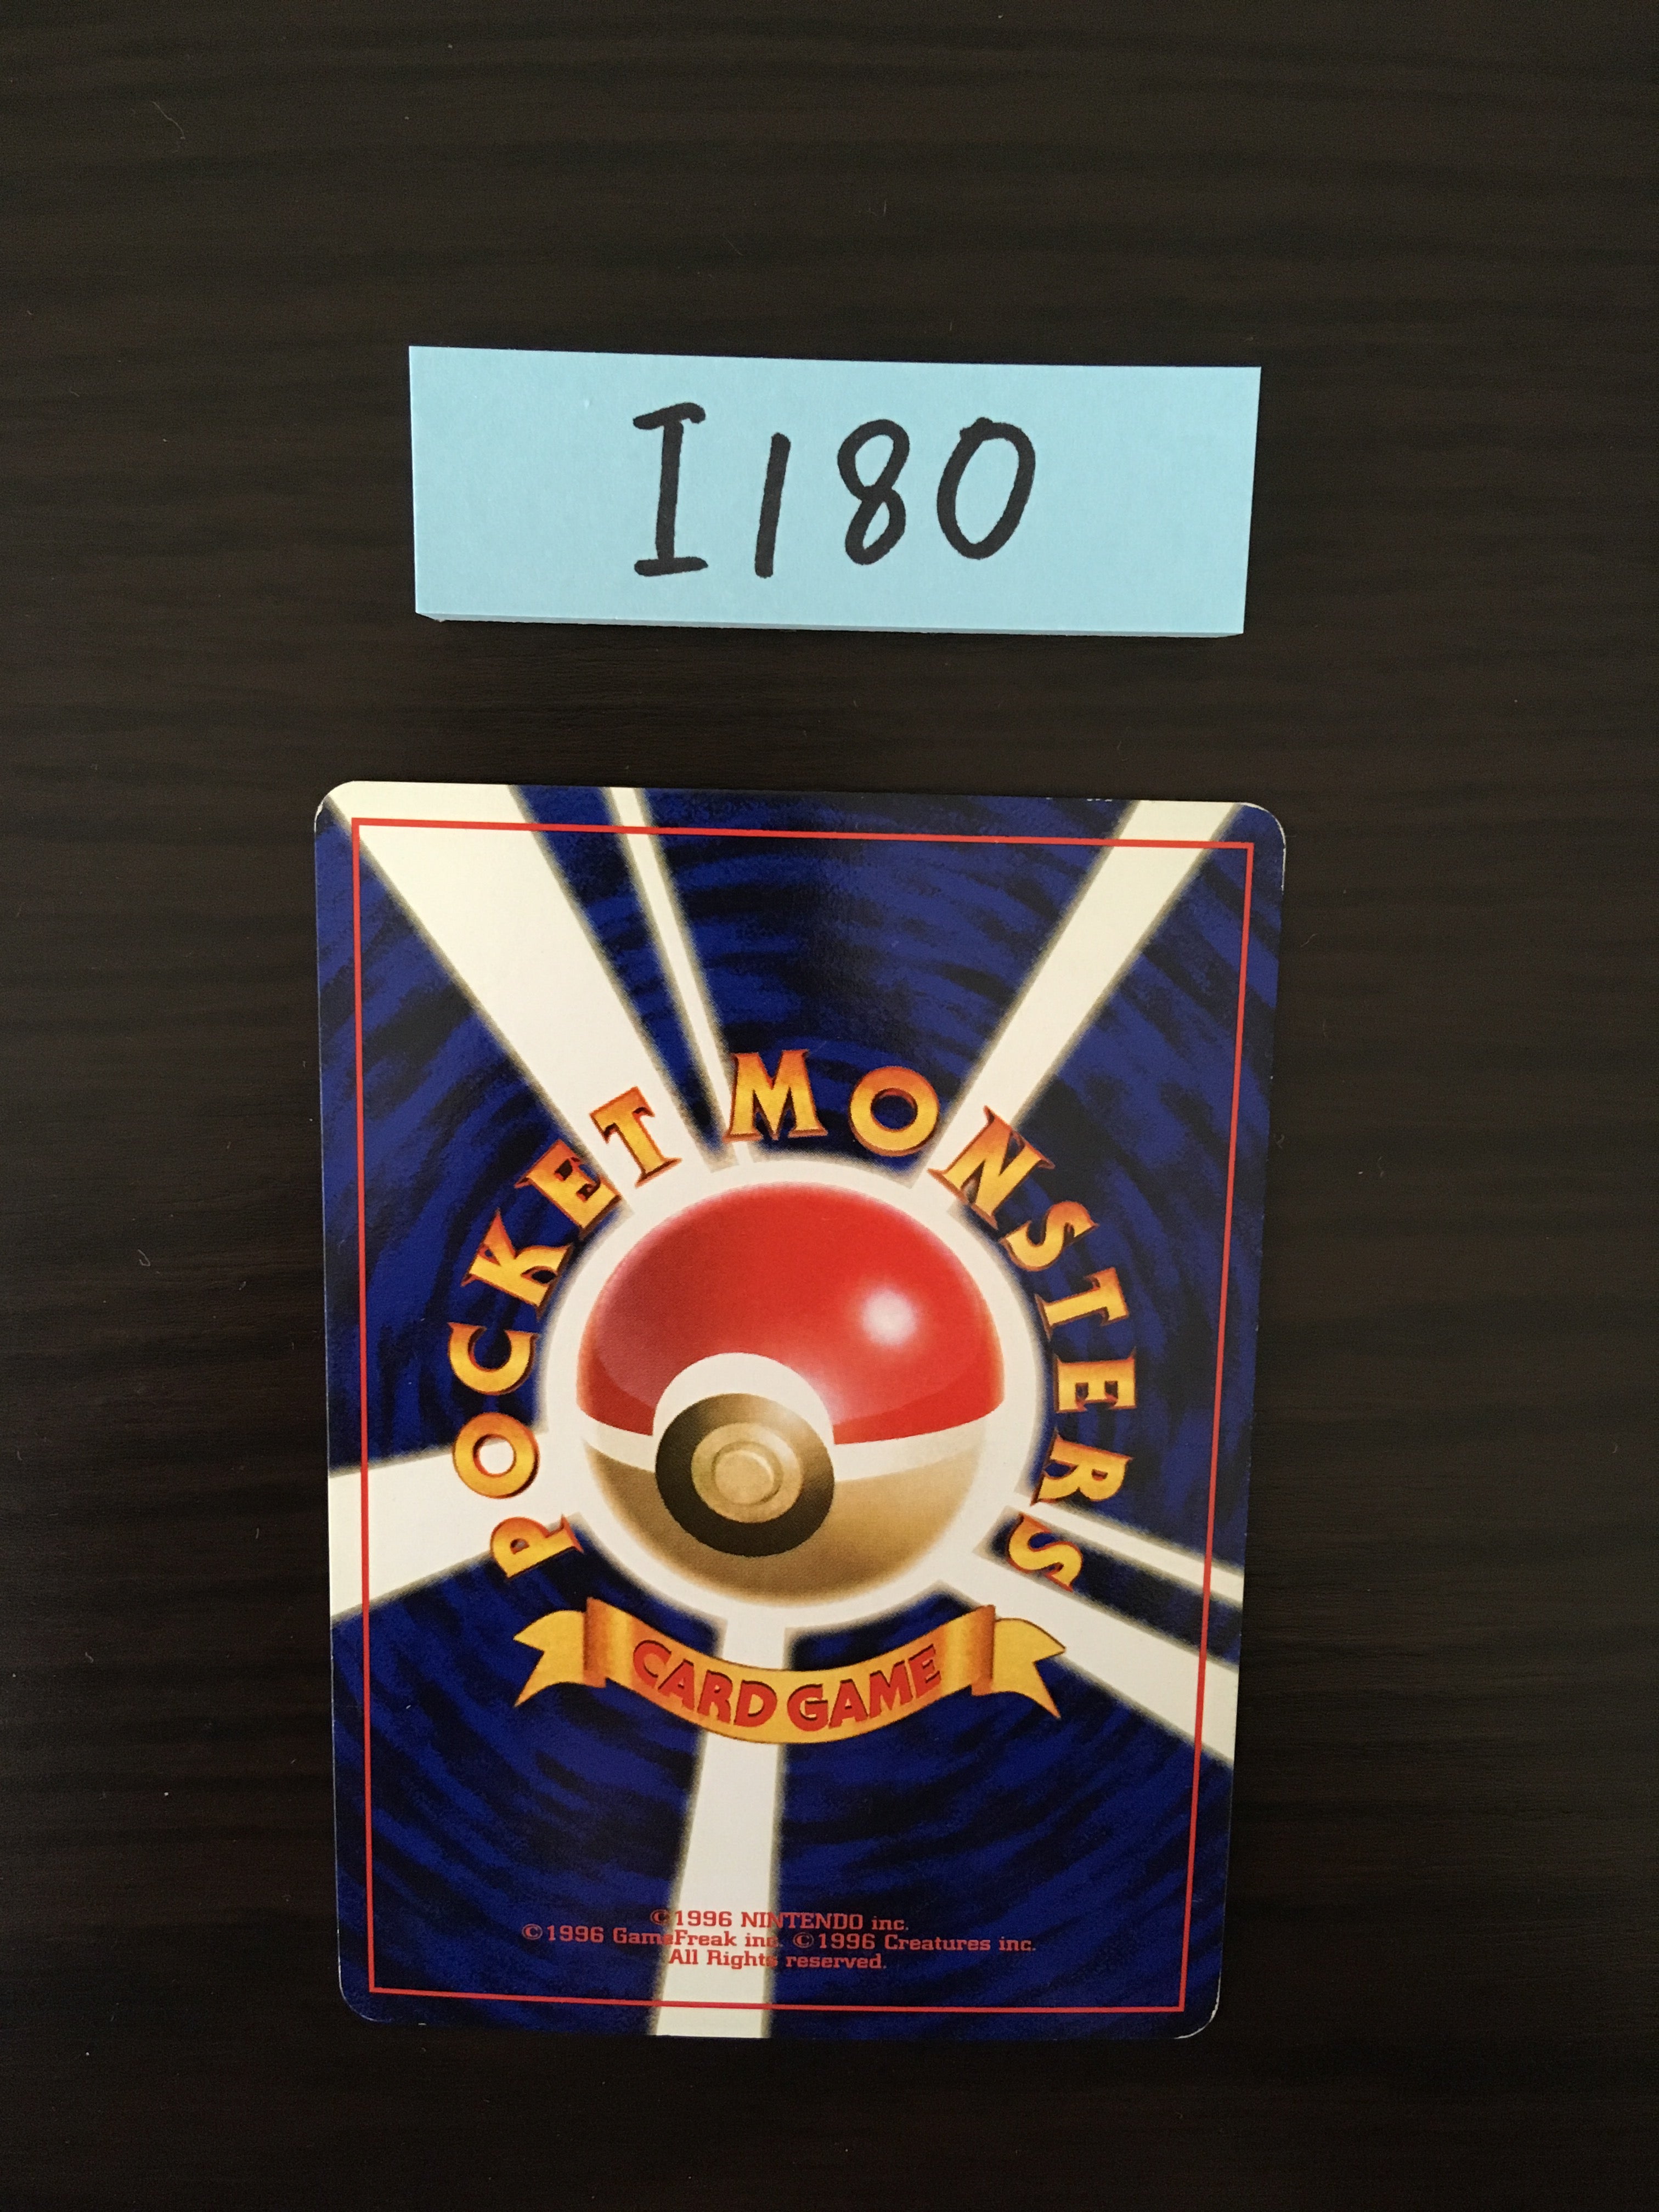 I180
POCKET MONSTERS
CARD GAME
©1996 NINTENDO inc.
©1996 GameFreak inc. ©1996 Creatures inc.
All Rights reserved.